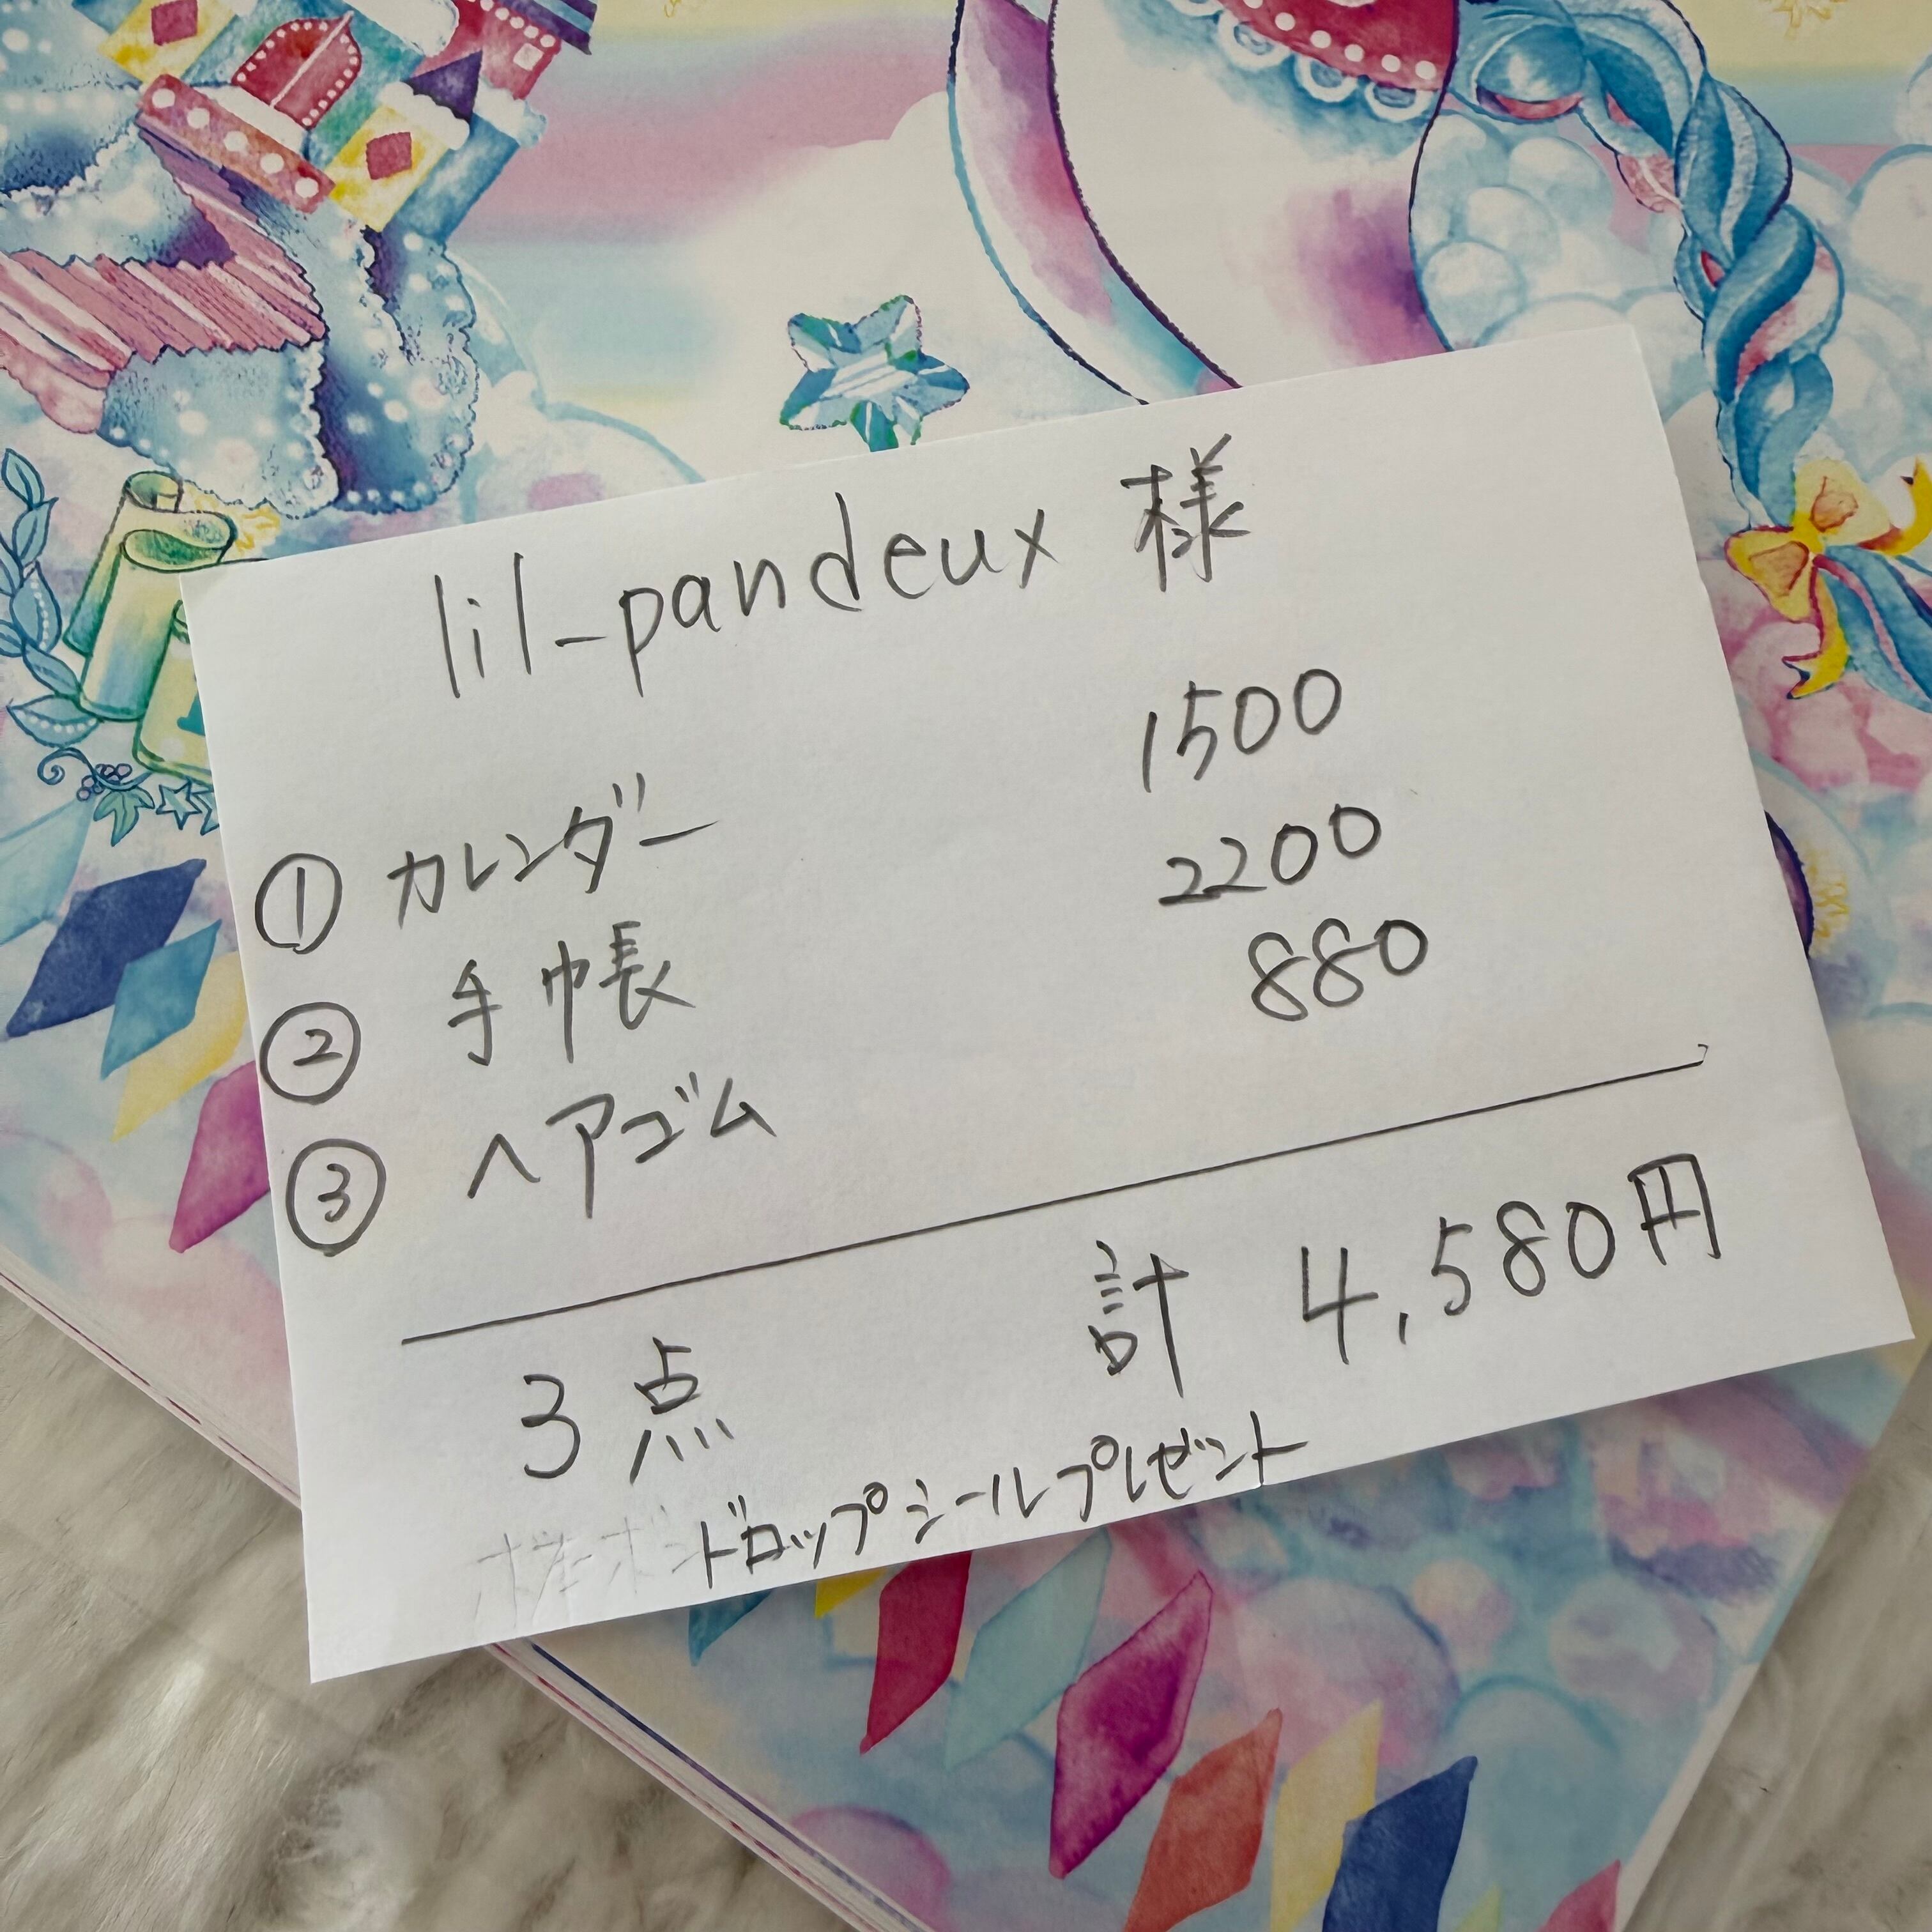 lil-pandeux 様
① カレンダー 1500
② 手帳 2200
③ ヘアゴム 880
3点 計 4,580円
ドロップシールプレゼント